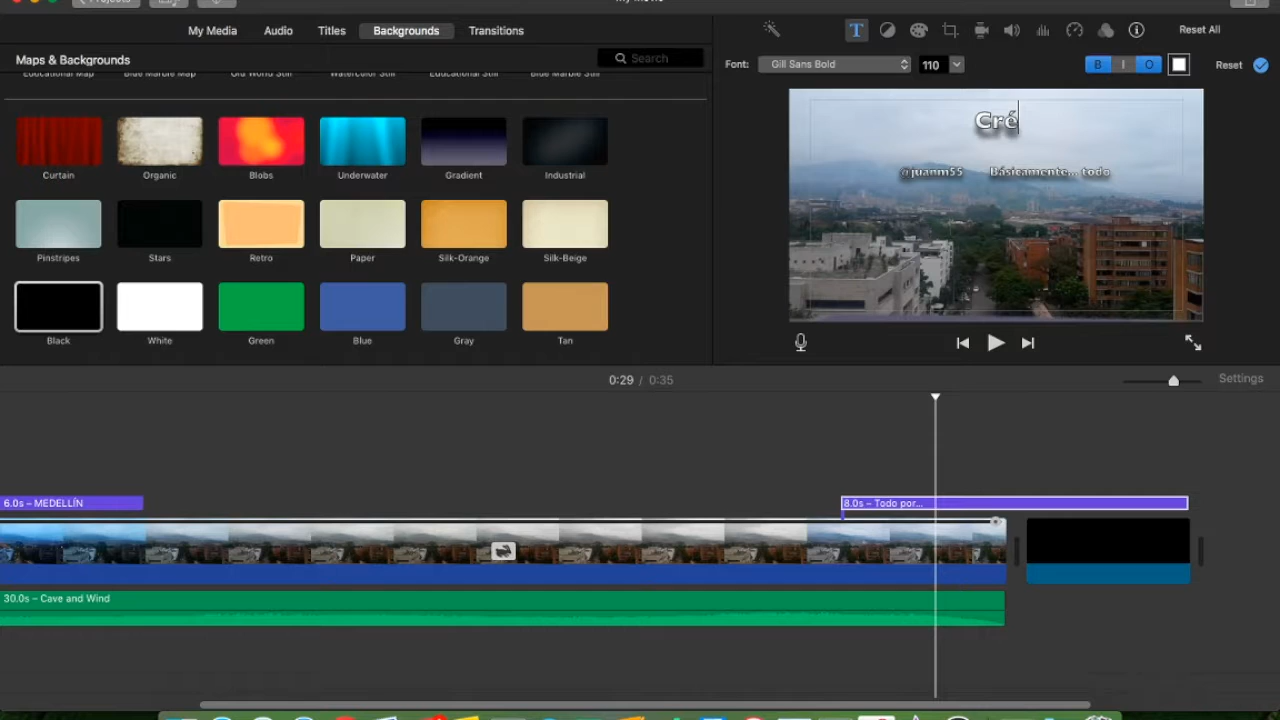 Projects
My Movie
My Media Audio Titles Backgrounds Transitions
Reset All
Maps & Backgrounds
Search
Font: Gill Sans Bold 110 B I O Reset
Educational Map Blue Marble Map Old World Still Watercolor Still Educational Still Blue Marble Still
Curtain Organic Blobs Underwater Gradient Industrial
Pinstripes Stars Retro Paper Silk-Orange Silk-Beige
Black White Green Blue Gray Tan
Cré
@juanm55 Básicamente... todo
0:29 / 0:35
Settings
6.0s – MEDELLÍN
8.0s – Todo por...
30.0s – Cave and Wind